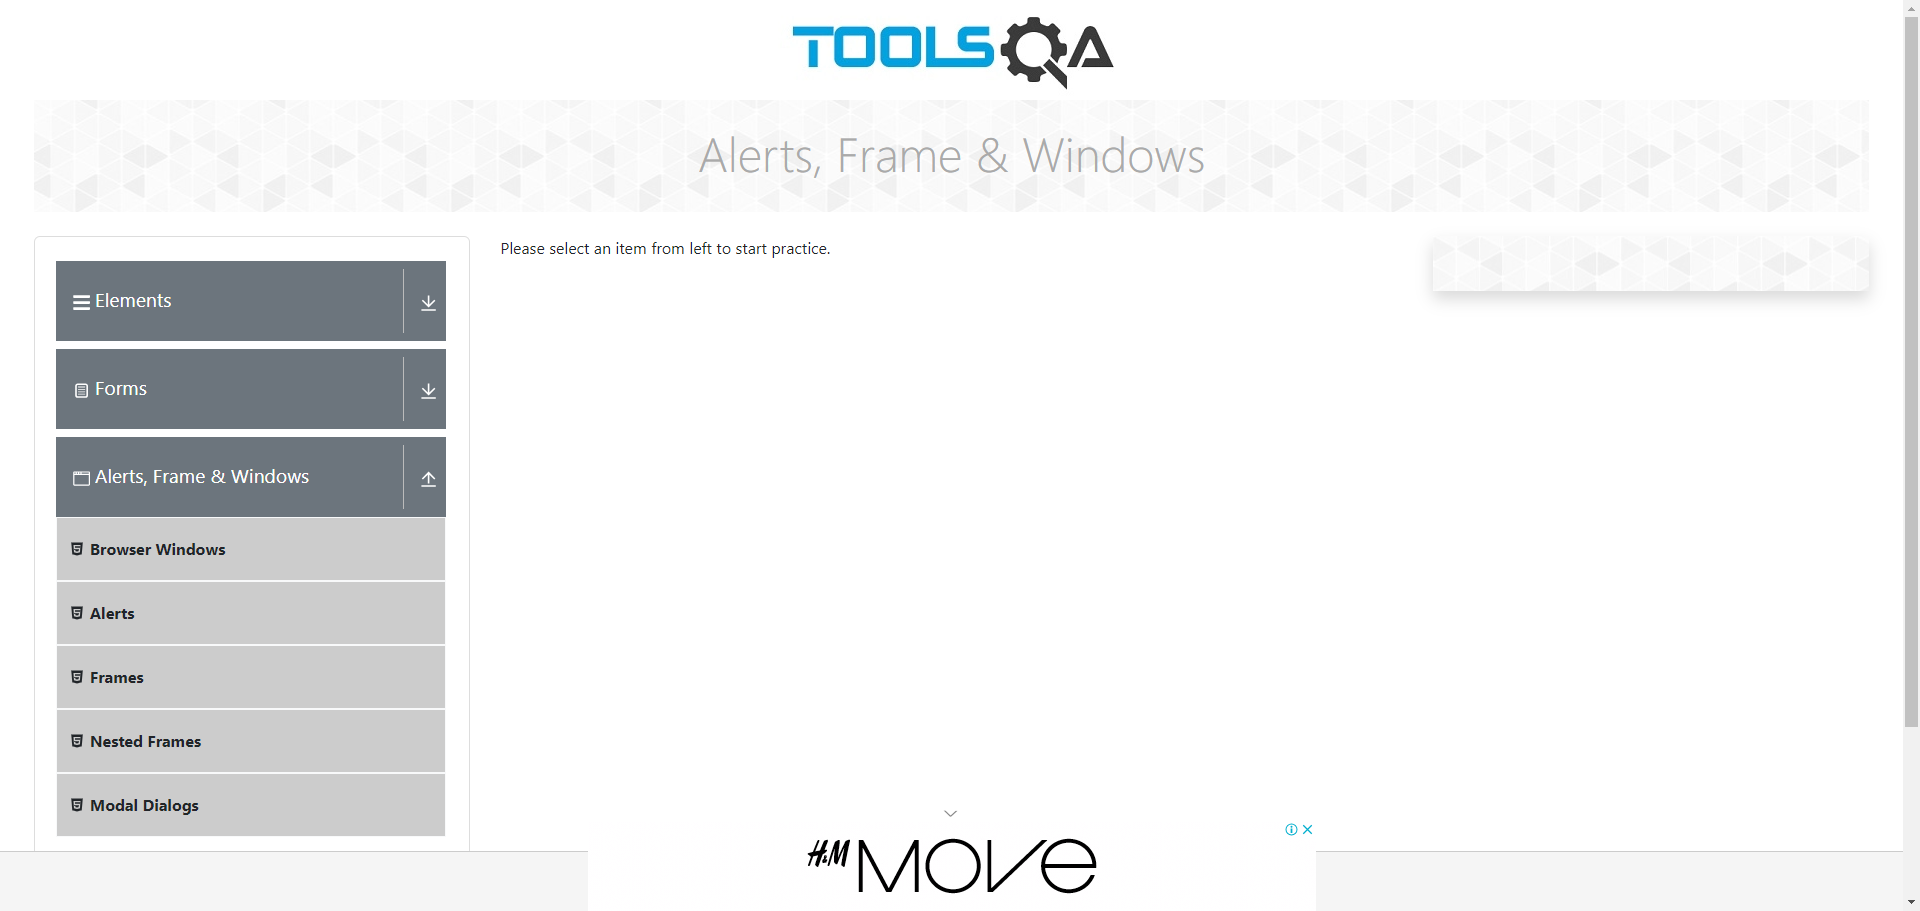 TOOLSQA
Alerts, Frame & Windows
Please select an item from left to start practice.
Elements
Forms
Alerts, Frame & Windows
Browser Windows
Alerts
Frames
Nested Frames
Modal Dialogs
H&M MOVE